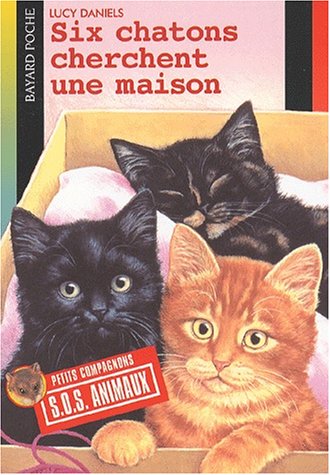 LUCY DANIELS
Six chatons
cherchent
une maison
BAYARD POCHE
PETITS COMPAGNONS
S.O.S. ANIMAUX